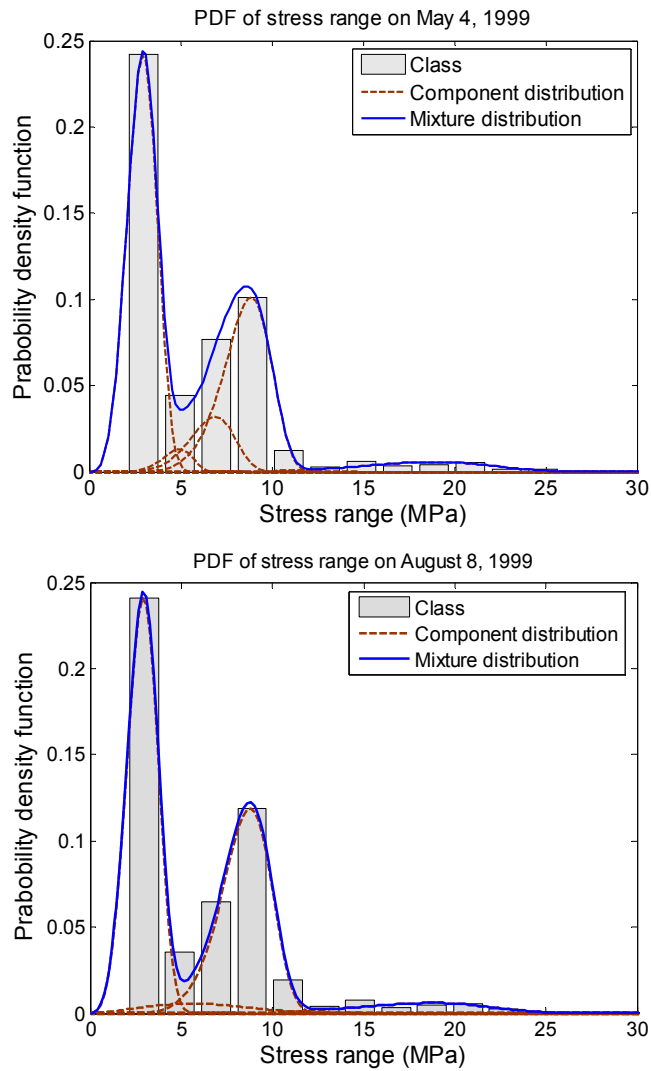 PDF of stress range on May 4, 1999
0.25
0.2
0.15
0.1
0.05
0
Prabobility density function
Class
Component distribution
Mixture distribution
0 5 10 15 20 25 30
Stress range (MPa)
PDF of stress range on August 8, 1999
0.25
0.2
0.15
0.1
0.05
0
Prabobility density function
Class
Component distribution
Mixture distribution
0 5 10 15 20 25 30
Stress range (MPa)